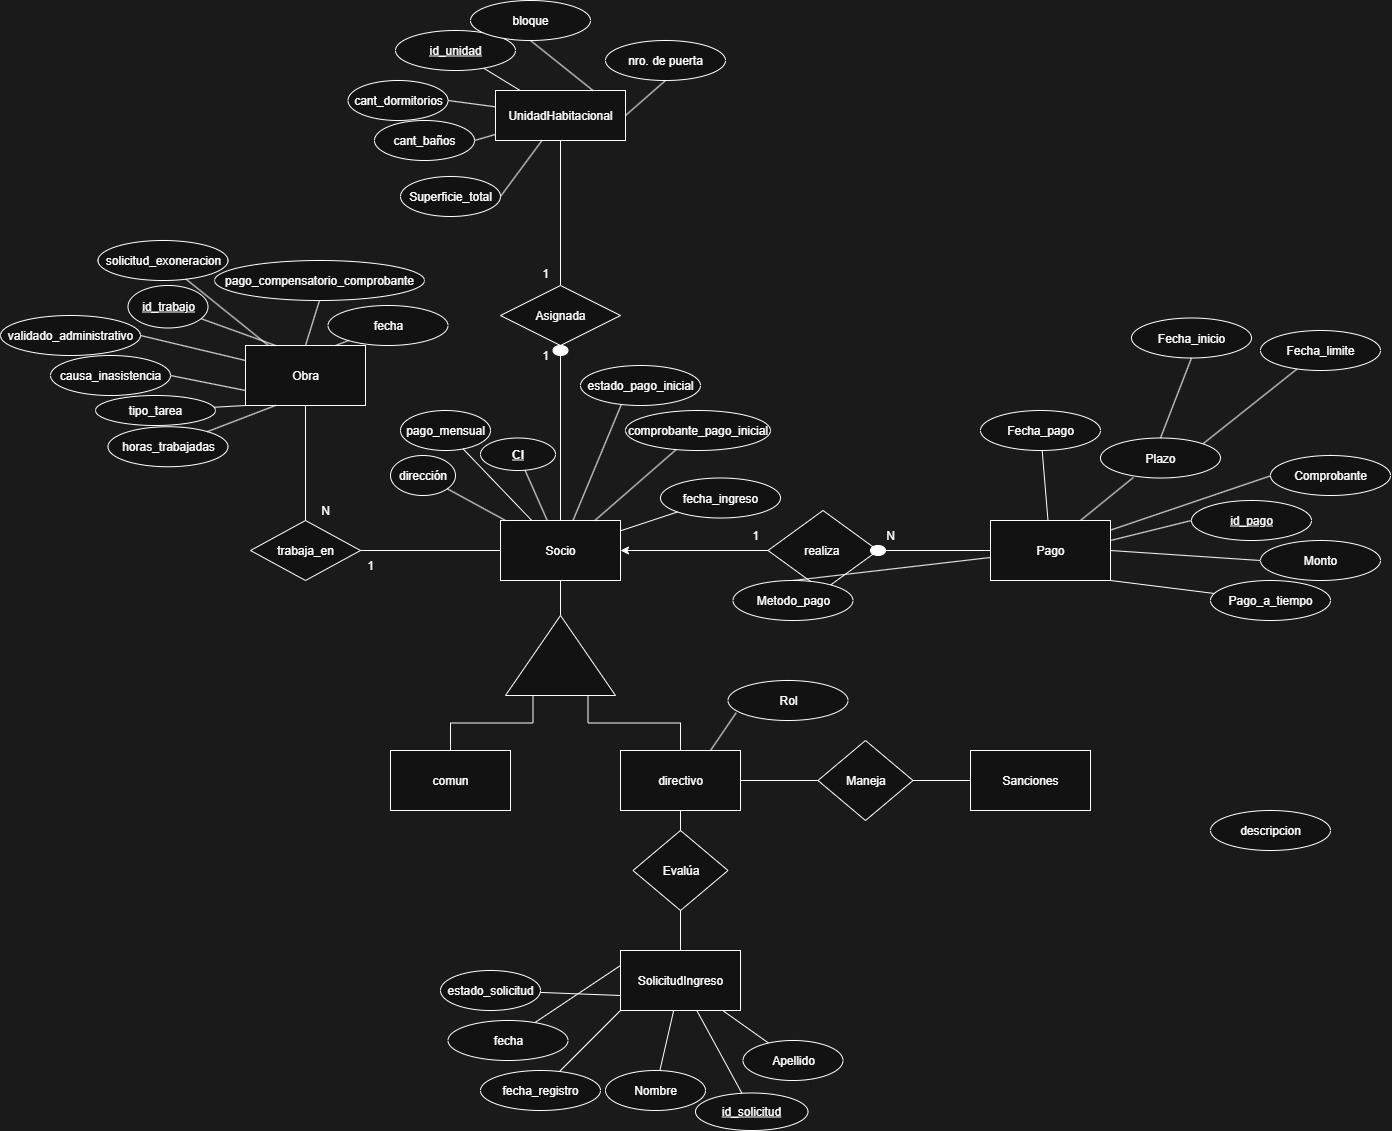 bloque
id_unidad
nro. de puerta
cant_dormitorios
UnidadHabitacional
cant_baños
Superficie_total
solicitud_exoneracion
pago_compensatorio_comprobante
1
id_trabajo
Asignada
fecha
validado_administrativo
Fecha_inicio
Fecha_limite
1
Obra
causa_inasistencia
estado_pago_inicial
tipo_tarea
pago_mensual
comprobante_pago_inicial
Fecha_pago
horas_trabajadas
CI
Plazo
dirección
Comprobante
fecha_ingreso
N
id_pago
1
N
trabaja_en
Socio
realiza
Pago
1
Monto
Metodo_pago
Pago_a_tiempo
Rol
comun
directivo
Maneja
Sanciones
descripcion
Evalúa
SolicitudIngreso
estado_solicitud
fecha
Apellido
fecha_registro
Nombre
id_solicitud